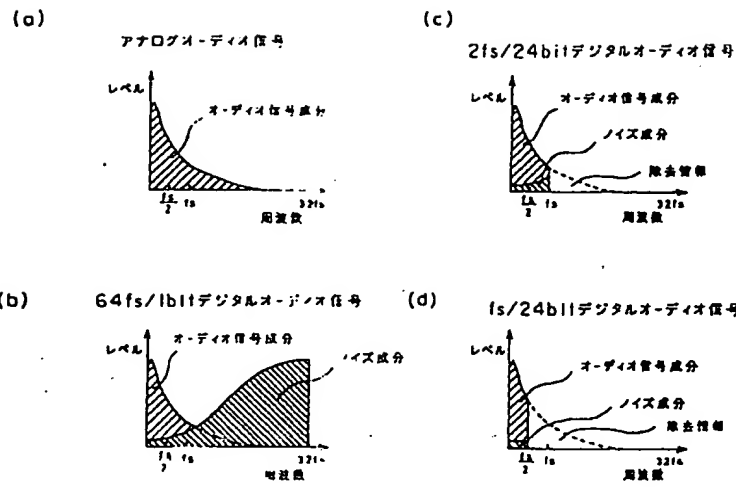 (a)
アナログオーディオ信号
レベル
オーディオ信号成分
fs/2
fs
32fs
周波数
(b)
64fs/1bitデジタルオーディオ信号
レベル
オーディオ信号成分
ノイズ成分
fs/2
fs
32fs
周波数
(c)
2fs/24bitデジタルオーディオ信号
レベル
オーディオ信号成分
ノイズ成分
除去情報
fs/2
fs
32fs
周波数
(d)
fs/24bitデジタルオーディオ信号
レベル
オーディオ信号成分
ノイズ成分
除去情報
fs/2
fs
32fs
周波数